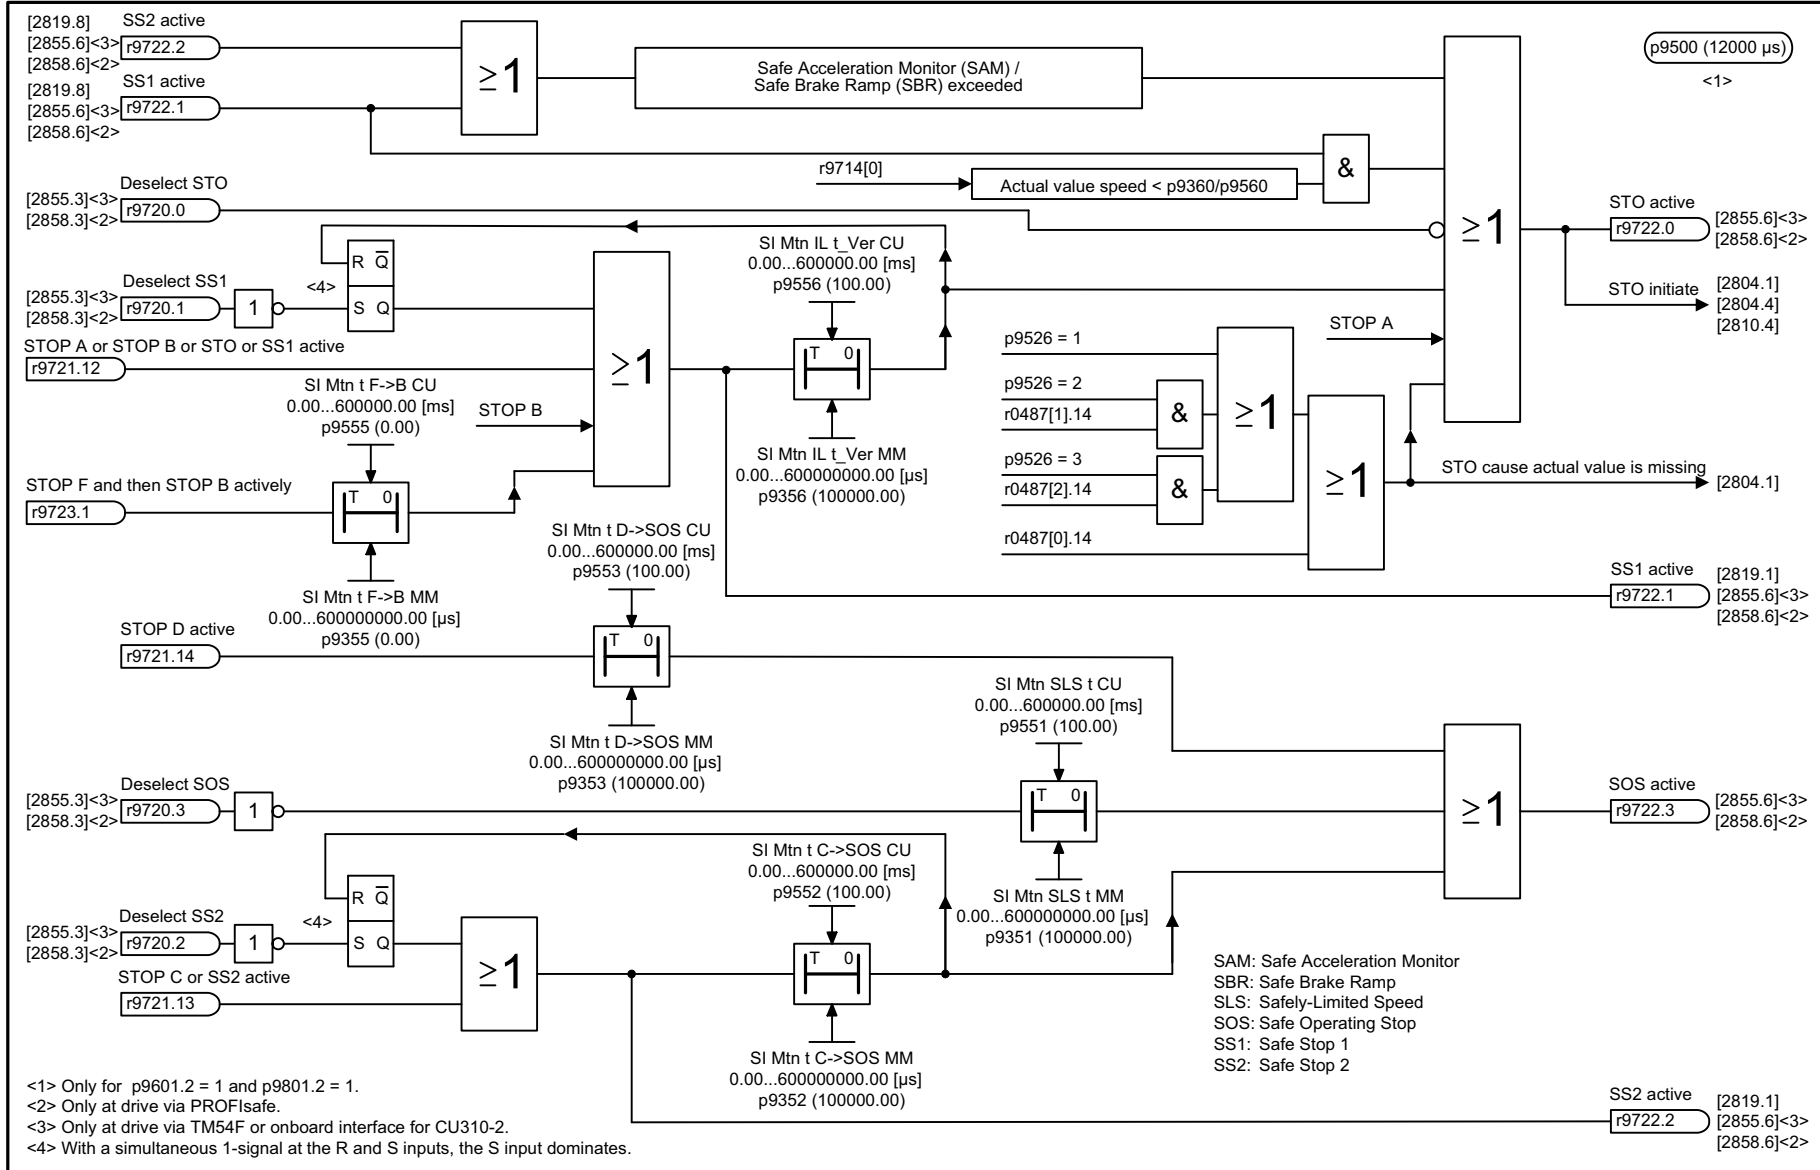 [2819.8]
SS2 active
[2855.6]<3>
r9722.2
[2858.6]<2>
SS1 active
[2819.8]
[2855.6]<3>
r9722.1
[2858.6]<2>
≥1
Safe Acceleration Monitor (SAM) /
Safe Brake Ramp (SBR) exceeded
p9500 (12000 µs)
<1>
r9714[0]
Actual value speed < p9360/p9560
&
Deselect STO
[2855.3]<3>
r9720.0
[2858.3]<2>
≥1
STO active
r9722.0
[2855.6]<3>
[2858.6]<2>
STO initiate
[2804.1]
[2804.4]
[2810.4]
Deselect SS1
[2855.3]<3>
r9720.1
[2858.3]<2>
1
<4>
R Q̅
S Q
STOP A or STOP B or STO or SS1 active
r9721.12
SI Mtn t F->B CU
0.00...600000.00 [ms]
p9555 (0.00)
T 0
SI Mtn t F->B MM
0.00...600000000.00 [µs]
p9355 (0.00)
STOP B
≥1
SI Mtn IL t_Ver CU
0.00...600000.00 [ms]
p9556 (100.00)
T 0
SI Mtn IL t_Ver MM
0.00...600000000.00 [µs]
p9356 (100000.00)
STOP A
p9526 = 1
p9526 = 2
r0487[1].14
&
p9526 = 3
r0487[2].14
&
≥1
r0487[0].14
≥1
STO cause actual value is missing
[2804.1]
STOP F and then STOP B actively
r9723.1
SS1 active
r9722.1
[2819.1]
[2855.6]<3>
[2858.6]<2>
STOP D active
r9721.14
SI Mtn t D->SOS CU
0.00...600000.00 [ms]
p9553 (100.00)
T 0
SI Mtn t D->SOS MM
0.00...600000000.00 [µs]
p9353 (100000.00)
Deselect SOS
[2855.3]<3>
r9720.3
[2858.3]<2>
1
SI Mtn SLS t CU
0.00...600000.00 [ms]
p9551 (100.00)
T 0
SI Mtn SLS t MM
0.00...600000000.00 [µs]
p9351 (100000.00)
≥1
SOS active
r9722.3
[2855.6]<3>
[2858.6]<2>
Deselect SS2
[2855.3]<3>
r9720.2
[2858.3]<2>
1
<4>
R Q̅
S Q
STOP C or SS2 active
r9721.13
≥1
SI Mtn t C->SOS CU
0.00...600000.00 [ms]
p9552 (100.00)
T 0
SI Mtn t C->SOS MM
0.00...600000000.00 [µs]
p9352 (100000.00)
SAM: Safe Acceleration Monitor
SBR: Safe Brake Ramp
SLS: Safely-Limited Speed
SOS: Safe Operating Stop
SS1: Safe Stop 1
SS2: Safe Stop 2
SS2 active
r9722.2
[2819.1]
[2855.6]<3>
[2858.6]<2>
<1> Only for p9601.2 = 1 and p9801.2 = 1.
<2> Only at drive via PROFIsafe.
<3> Only at drive via TM54F or onboard interface for CU310-2.
<4> With a simultaneous 1-signal at the R and S inputs, the S input dominates.